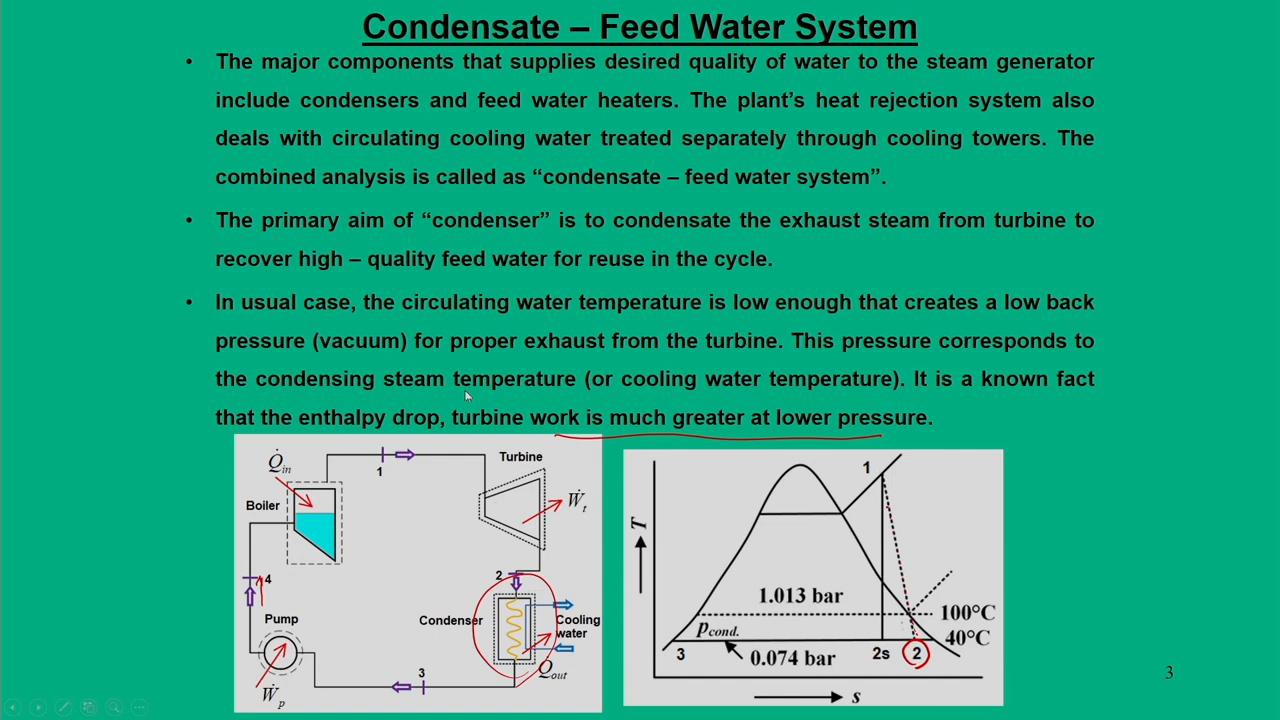 Condensate – Feed Water System
• The major components that supplies desired quality of water to the steam generator
include condensers and feed water heaters. The plant's heat rejection system also
deals with circulating cooling water treated separately through cooling towers. The
combined analysis is called as “condensate – feed water system”.
• The primary aim of “condenser” is to condensate the exhaust steam from turbine to
recover high – quality feed water for reuse in the cycle.
• In usual case, the circulating water temperature is low enough that creates a low back
pressure (vacuum) for proper exhaust from the turbine. This pressure corresponds to
the condensing steam temperature (or cooling water temperature). It is a known fact
that the enthalpy drop, turbine work is much greater at lower pressure.
Q̇in
1
Turbine
Boiler
Ẇt
4
2
Pump
Condenser
Cooling
water
Q̇out
3
Ẇp
T
1
1.013 bar
100°C
pcond.
40°C
3
0.074 bar
2s
2
s
3